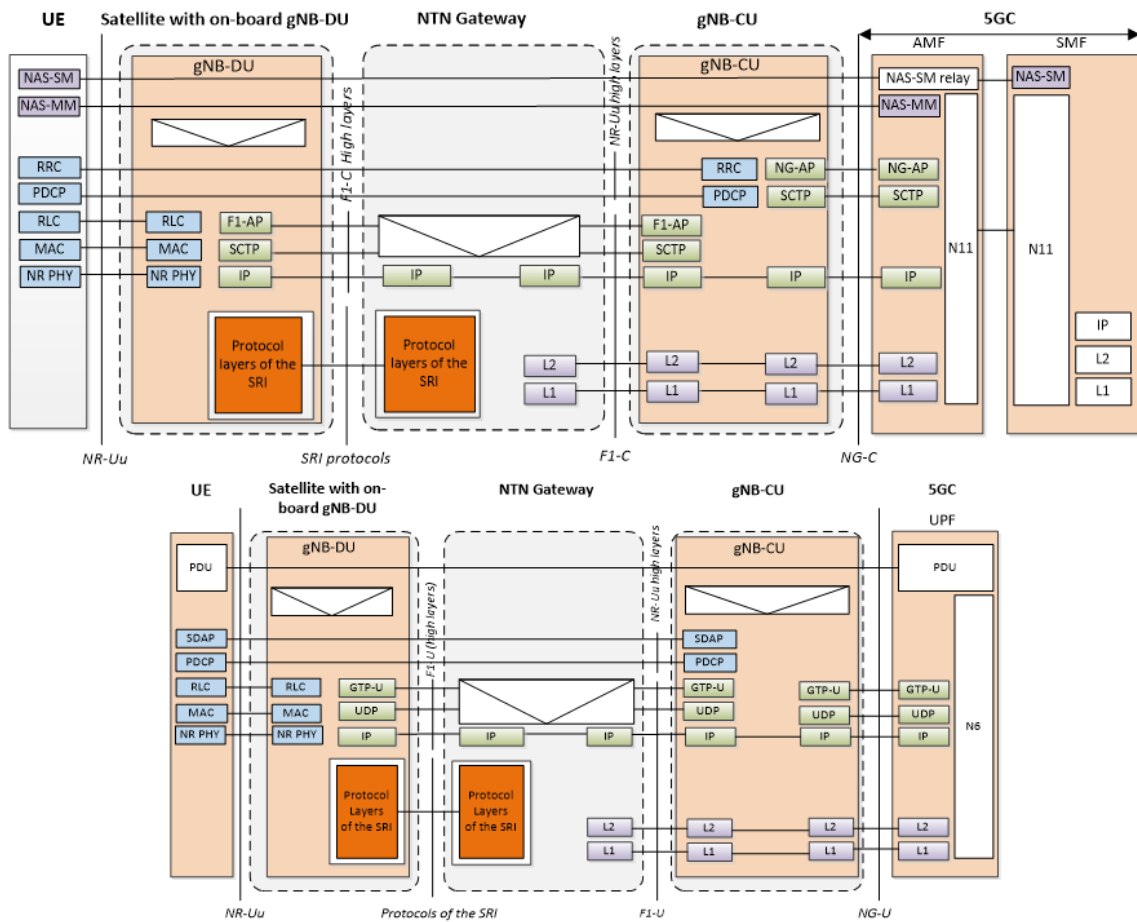 UE
Satellite with on-board gNB-DU
NTN Gateway
gNB-CU
5GC
AMF
SMF
gNB-DU
gNB-CU
NR-Uu high layers
F1-C High layers
NAS-SM
NAS-SM relay
NAS-SM
NAS-MM
NAS-MM
RRC
RRC
NG-AP
NG-AP
PDCP
PDCP
SCTP
SCTP
RLC
RLC
F1-AP
F1-AP
MAC
MAC
SCTP
SCTP
N11
N11
NR PHY
NR PHY
IP
IP
IP
IP
IP
IP
IP
Protocol
layers of the
SRI
Protocol
layers of the
SRI
L2
L2
L2
L2
L2
L1
L1
L1
L1
L1
NR-Uu
SRI protocols
F1-C
NG-C
UE
Satellite with on-
board gNB-DU
NTN Gateway
gNB-CU
5GC
UPF
gNB-DU
gNB-CU
NR-Uu high layers
F1-U (high layers)
PDU
PDU
SDAP
SDAP
PDCP
PDCP
RLC
RLC
GTP-U
GTP-U
GTP-U
GTP-U
MAC
MAC
UDP
UDP
UDP
UDP
N6
NR PHY
NR PHY
IP
IP
IP
IP
IP
IP
Protocol
Layers
of the SRI
Protocol
Layers
of the SRI
L2
L2
L2
L2
L1
L1
L1
L1
NR-Uu
Protocols of the SRI
F1-U
NG-U